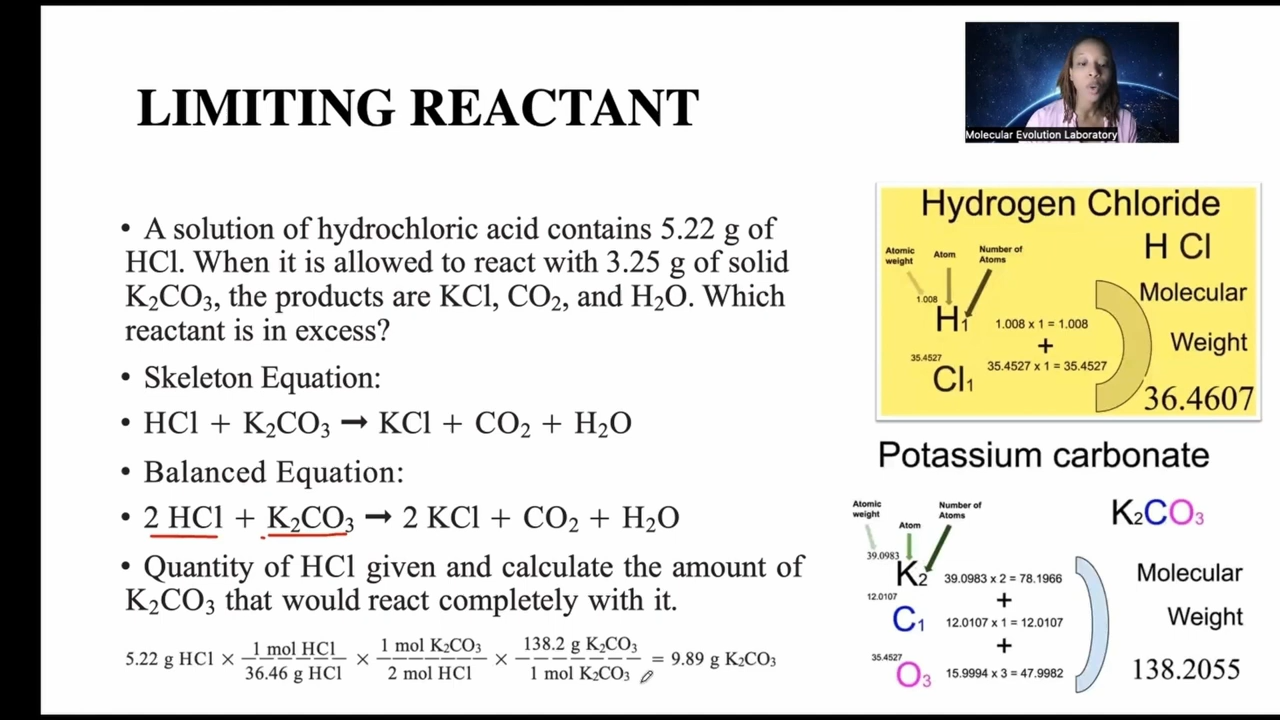 LIMITING REACTANT
Molecular Evolution Laboratory
• A solution of hydrochloric acid contains 5.22 g of
HCl. When it is allowed to react with 3.25 g of solid
K₂CO₃, the products are KCl, CO₂, and H₂O. Which
reactant is in excess?
• Skeleton Equation:
• HCl + K₂CO₃ → KCl + CO₂ + H₂O
• Balanced Equation:
• 2 HCl + K₂CO₃ → 2 KCl + CO₂ + H₂O
• Quantity of HCl given and calculate the amount of
K₂CO₃ that would react completely with it.
5.22 g HCl × 1 mol HCl / 36.46 g HCl × 1 mol K₂CO₃ / 2 mol HCl × 138.2 g K₂CO₃ / 1 mol K₂CO₃ = 9.89 g K₂CO₃
Hydrogen Chloride
H Cl
Atomic weight
Atom
Number of Atoms
1.008
H₁
1.008 x 1 = 1.008
+
35.4527
Cl₁
35.4527 x 1 = 35.4527
Molecular
Weight
36.4607
Potassium carbonate
K₂CO₃
Atomic weight
Atom
Number of Atoms
39.0983
K₂
39.0983 x 2 = 78.1966
+
12.0107
C₁
12.0107 x 1 = 12.0107
+
35.4527
O₃
15.9994 x 3 = 47.9982
Molecular
Weight
138.2055